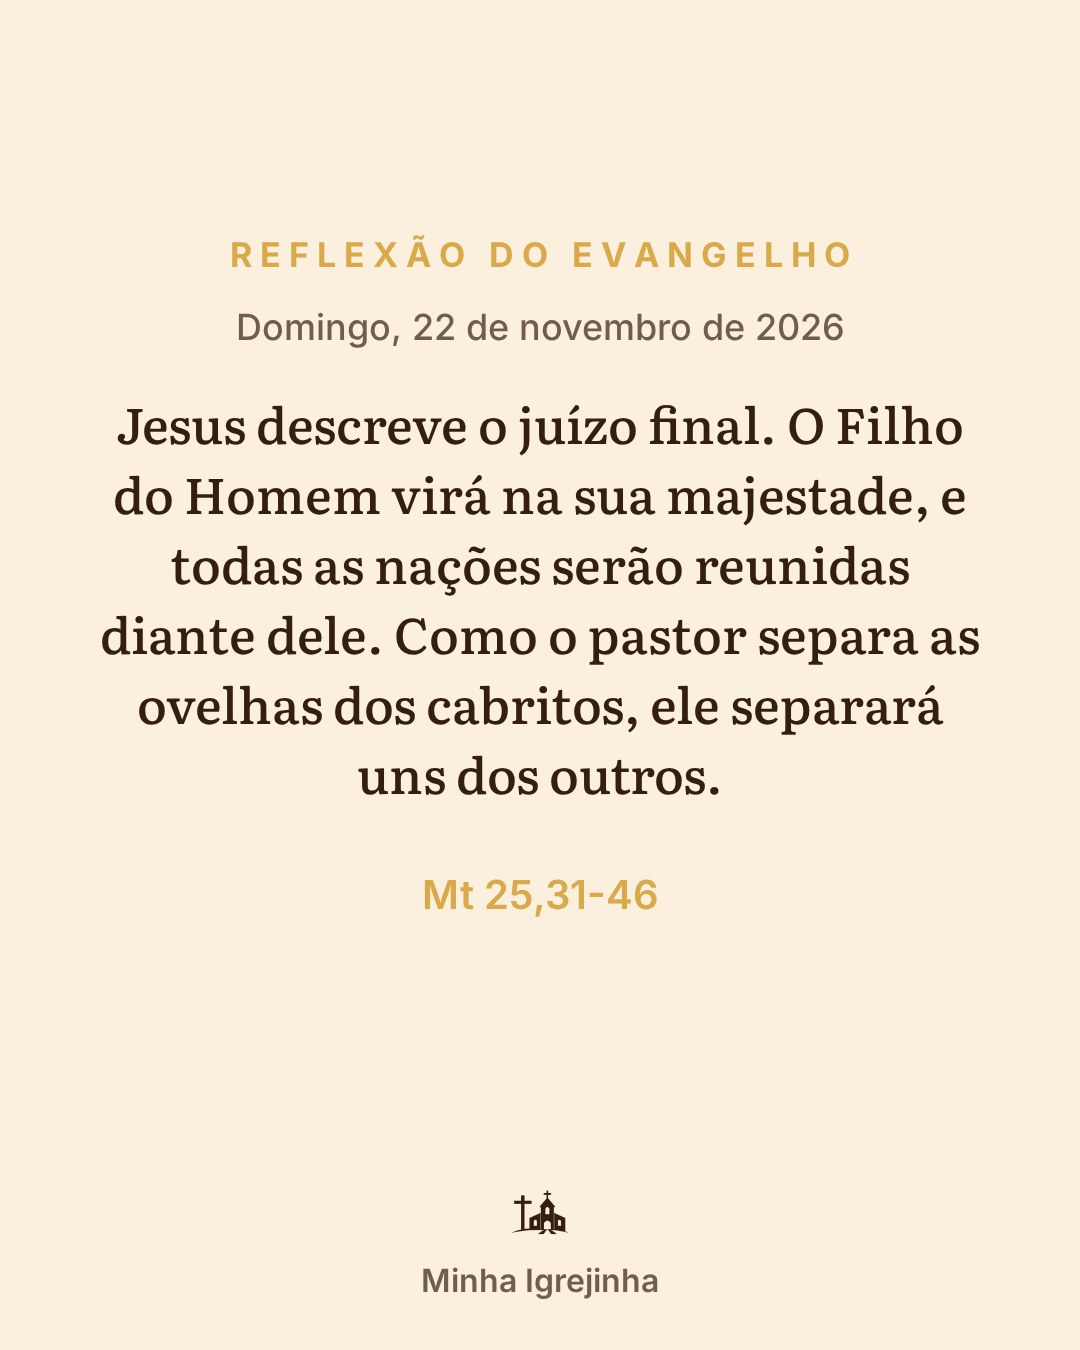 REFLEXÃO DO EVANGELHO
Domingo, 22 de novembro de 2026
Jesus descreve o juízo final. O Filho
do Homem virá na sua majestade, e
todas as nações serão reunidas
diante dele. Como o pastor separa as
ovelhas dos cabritos, ele separará
uns dos outros.
Mt 25,31-46
Minha Igrejinha